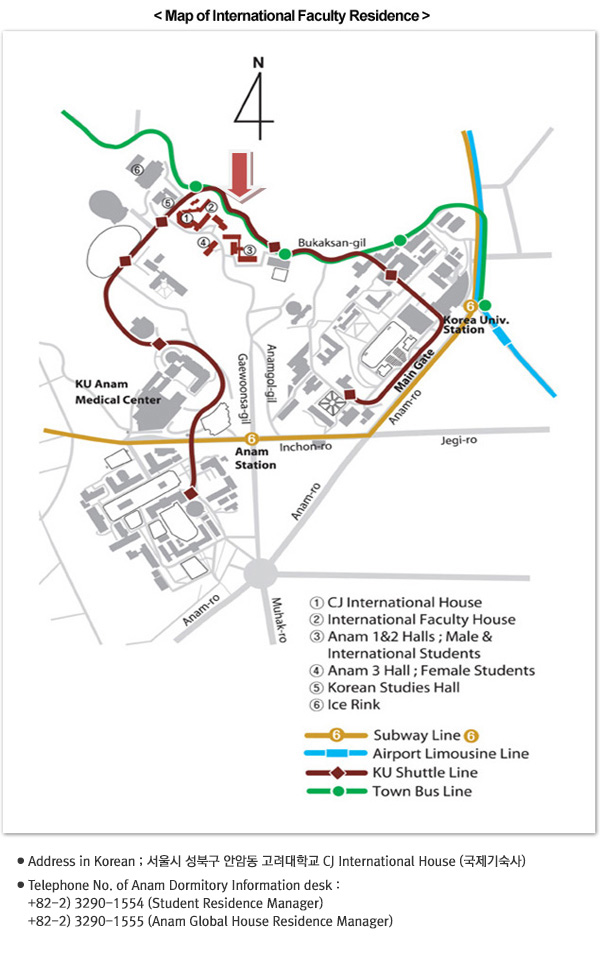 < Map of International Faculty Residence >
N
⑥
⑤
②
①
④
③
Bukaksan-gil
6
Korea Univ.
Station
Gaewoonsa-gil
Anamgol-gil
Main Gate
KU Anam
Medical Center
Anam-ro
6
Anam
Station
Inchon-ro
Jegi-ro
Anam-ro
Anam-ro
Muhak-ro
① CJ International House
② International Faculty House
③ Anam 1&2 Halls ; Male &
International Students
④ Anam 3 Hall ; Female Students
⑤ Korean Studies Hall
⑥ Ice Rink
6 Subway Line 6
Airport Limousine Line
KU Shuttle Line
Town Bus Line
● Address in Korean ; 서울시 성북구 안암동 고려대학교 CJ International House (국제기숙사)
● Telephone No. of Anam Dormitory Information desk :
+82-2) 3290-1554 (Student Residence Manager)
+82-2) 3290-1555 (Anam Global House Residence Manager)